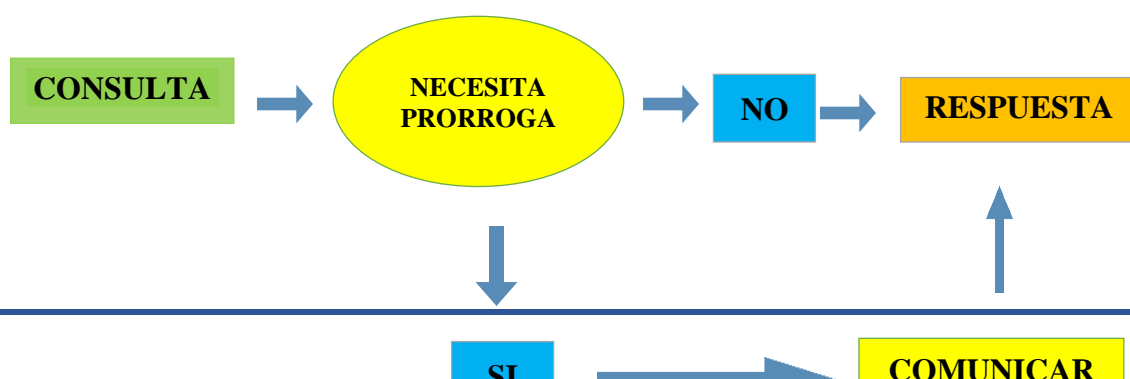 CONSULTA
NECESITA
PRORROGA
NO
RESPUESTA
SI
COMUNICAR